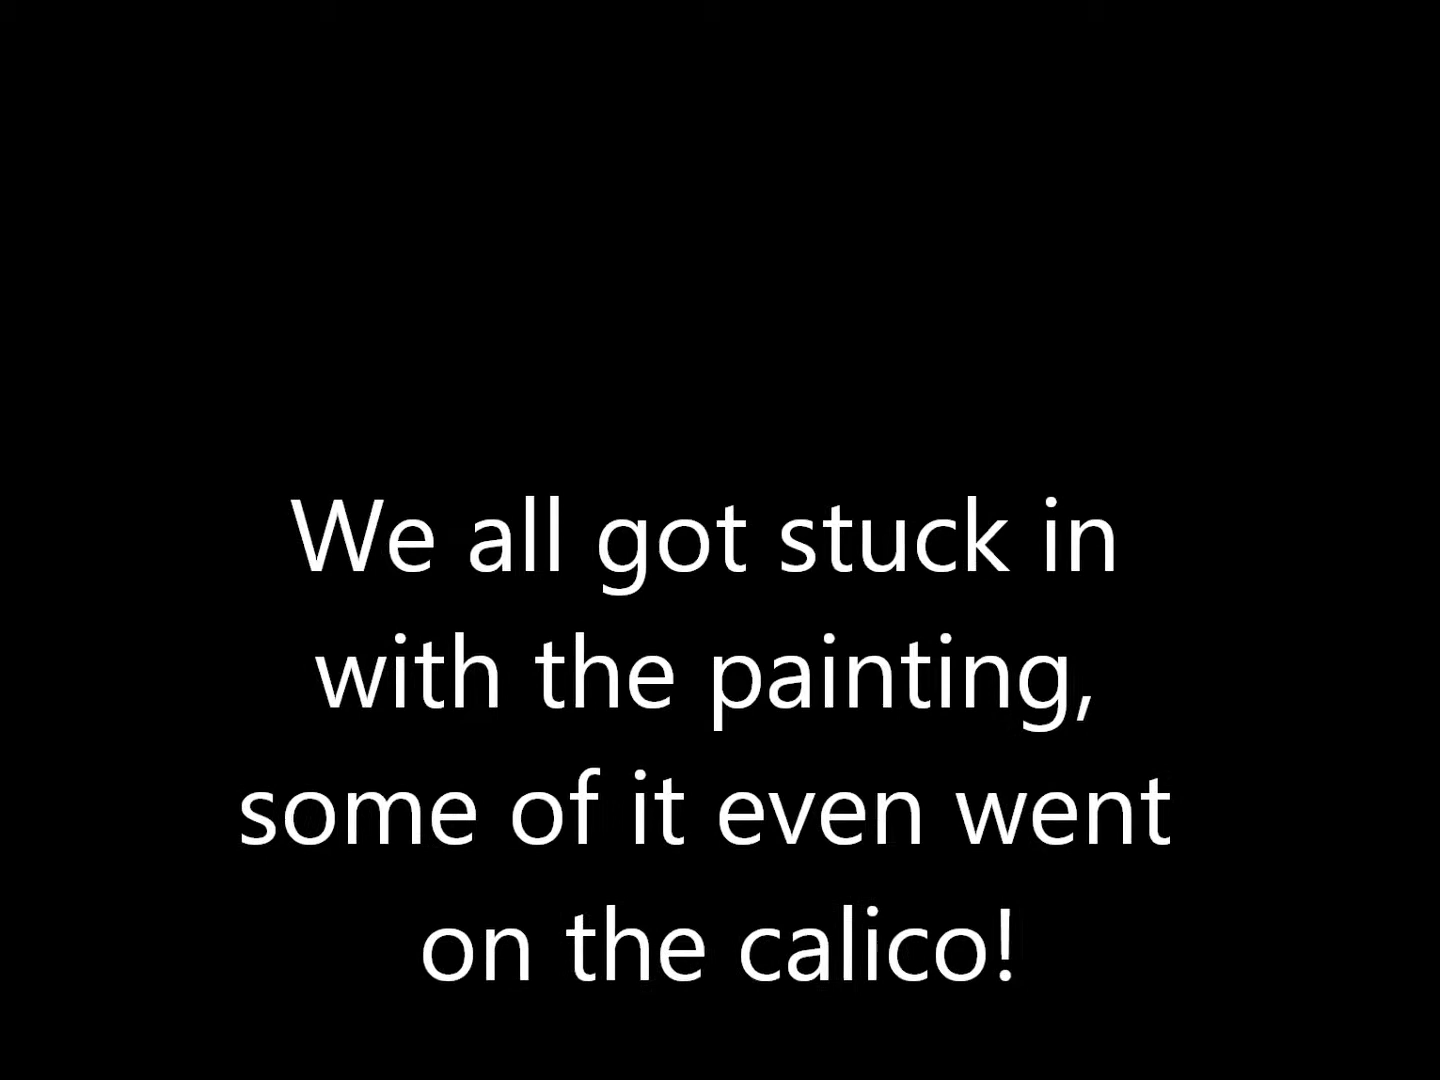 We all got stuck in
with the painting,
some of it even went
on the calico!